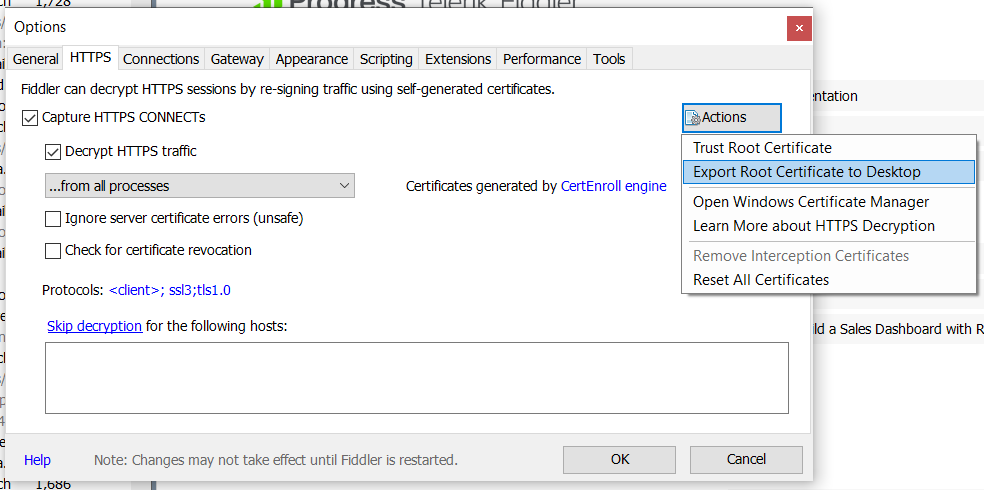 1,728
Progress Telerik Fiddler
Options
General HTTPS Connections Gateway Appearance Scripting Extensions Performance Tools
Fiddler can decrypt HTTPS sessions by re-signing traffic using self-generated certificates.
Capture HTTPS CONNECTs
Actions
Decrypt HTTPS traffic
Trust Root Certificate
...from all processes
Certificates generated by CertEnroll engine
Export Root Certificate to Desktop
Open Windows Certificate Manager
Ignore server certificate errors (unsafe)
Learn More about HTTPS Decryption
Check for certificate revocation
Remove Interception Certificates
Reset All Certificates
Protocols: <client>; ssl3;tls1.0
Skip decryption for the following hosts:
entation
ild a Sales Dashboard with R
Help
Note: Changes may not take effect until Fiddler is restarted.
OK
Cancel
1,686